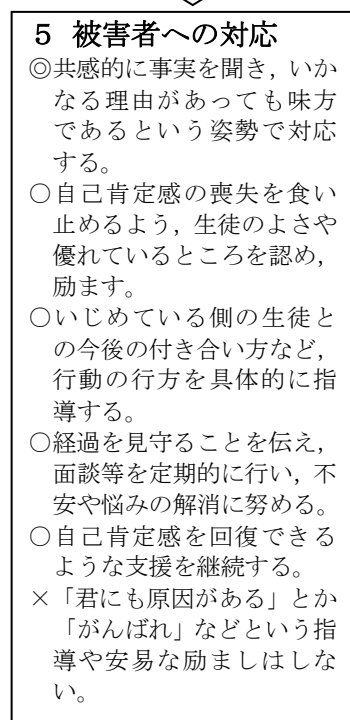 5 被害者への対応
◎共感的に事実を聞き，いか
なる理由があっても味方
であるという姿勢で対応
する。
○自己肯定感の喪失を食い
止めるよう，生徒のよさや
優れているところを認め，
励ます。
○いじめている側の生徒と
の今後の付き合い方など，
行動の行方を具体的に指
導する。
○経過を見守ることを伝え，
面談等を定期的に行い，不
安や悩みの解消に努める。
○自己肯定感を回復できる
ような支援を継続する。
×「君にも原因がある」とか
「がんばれ」などという指
導や安易な励ましはしな
い。